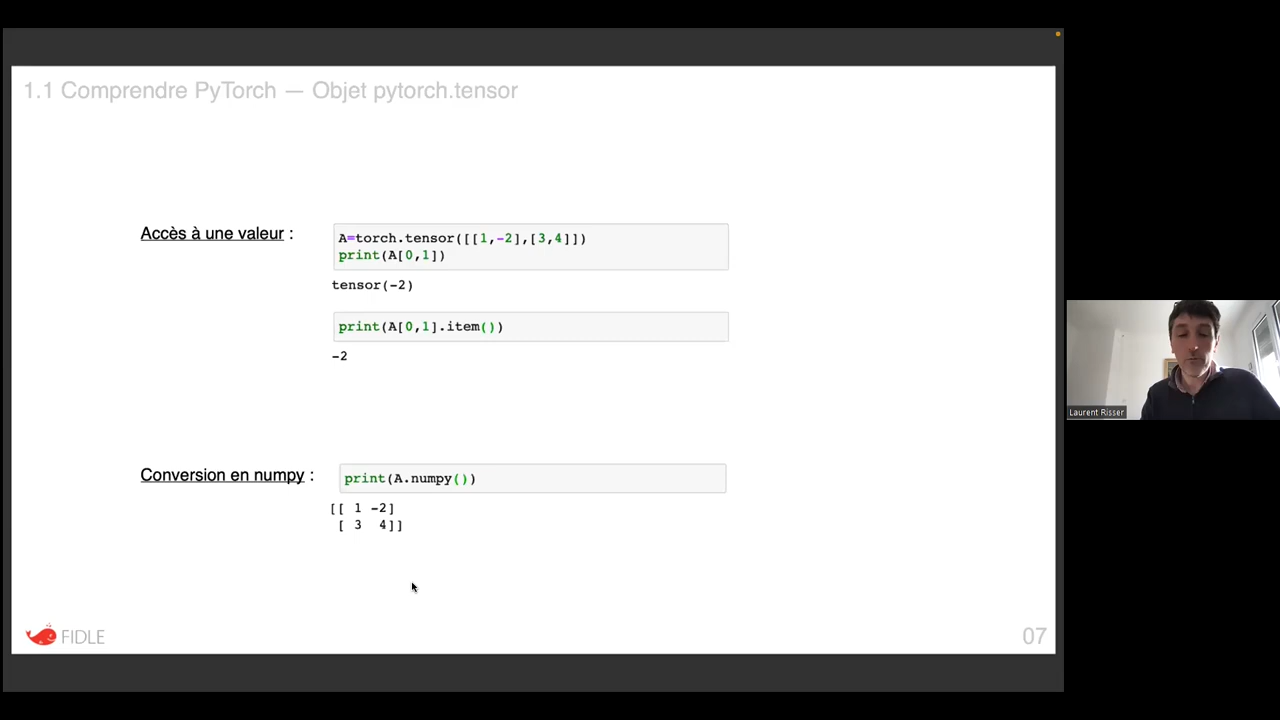 1.1 Comprendre PyTorch — Objet pytorch.tensor
Accès à une valeur :
A=torch.tensor([[1,-2],[3,4]])
print(A[0,1])
tensor(-2)
print(A[0,1].item())
-2
Conversion en numpy :
print(A.numpy())
[[ 1 -2]
 [ 3  4]]
FIDLE
07
Laurent Risser